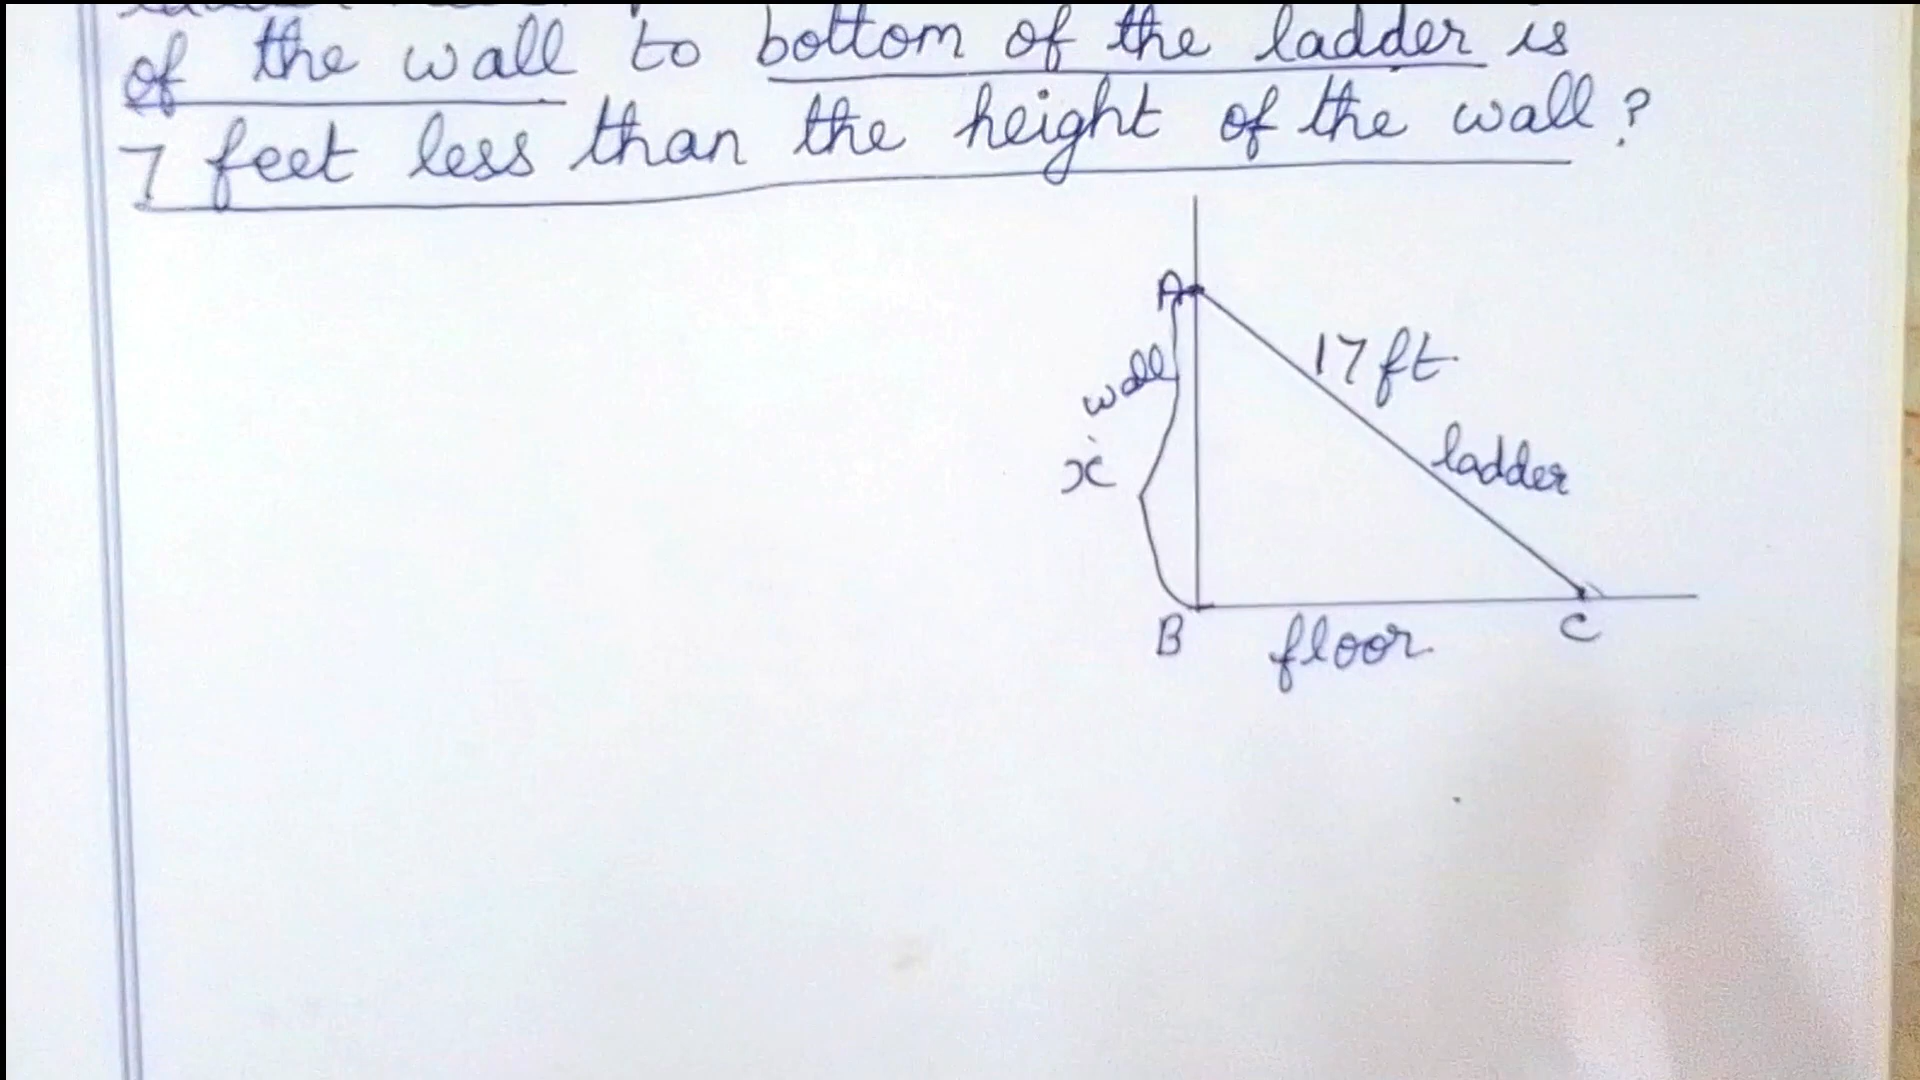 of the wall to bottom of the ladder is
7 feet less than the height of the wall?
A
17 ft
wall
x
ladder
B
floor
C